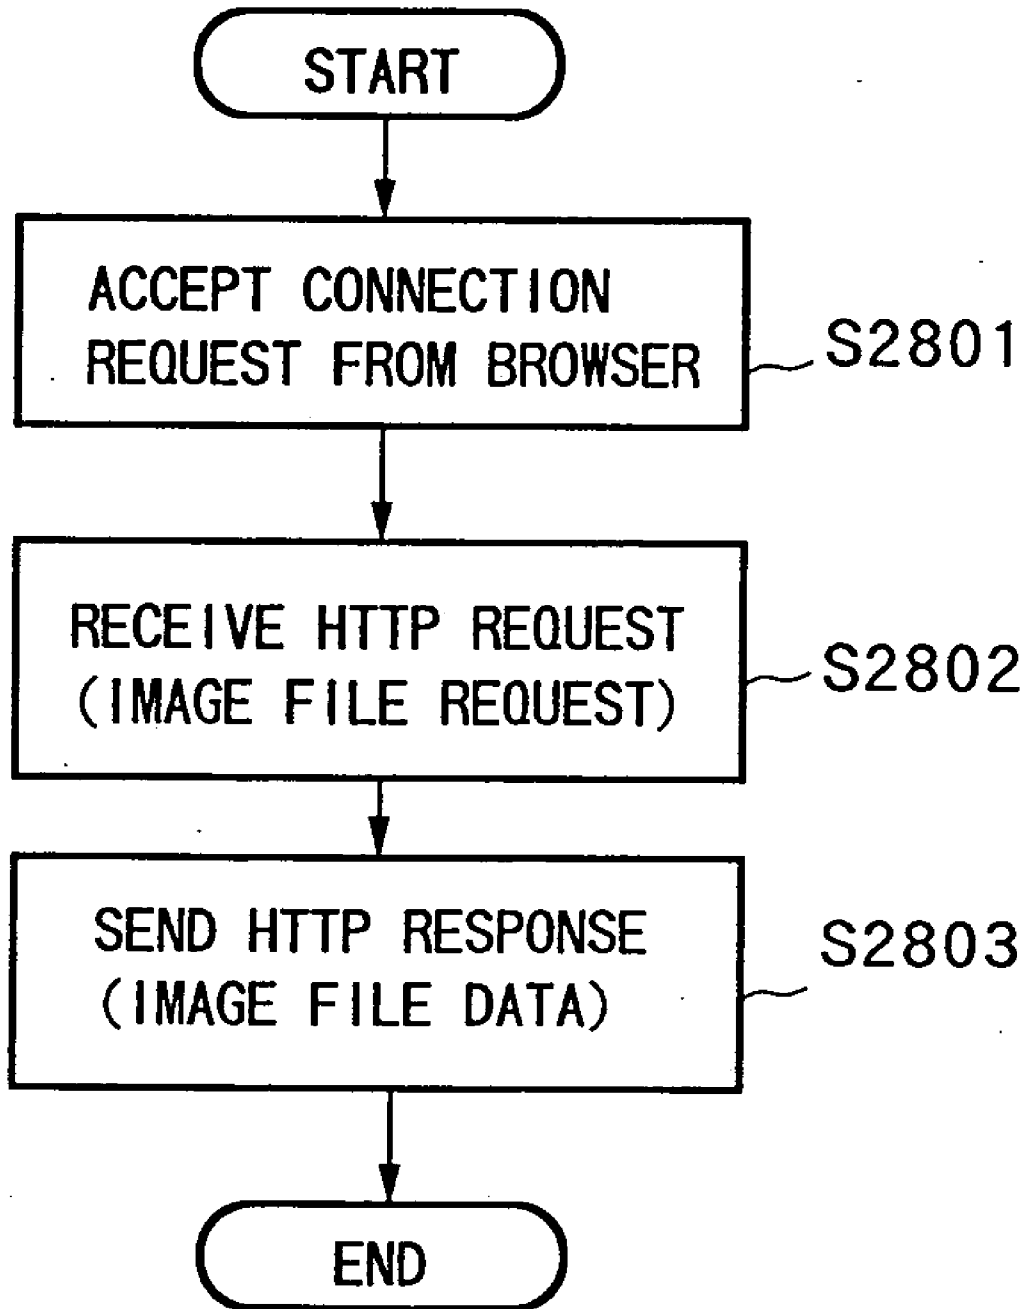 START
ACCEPT CONNECTION
REQUEST FROM BROWSER
S2801
RECEIVE HTTP REQUEST
(IMAGE FILE REQUEST)
S2802
SEND HTTP RESPONSE
(IMAGE FILE DATA)
S2803
END